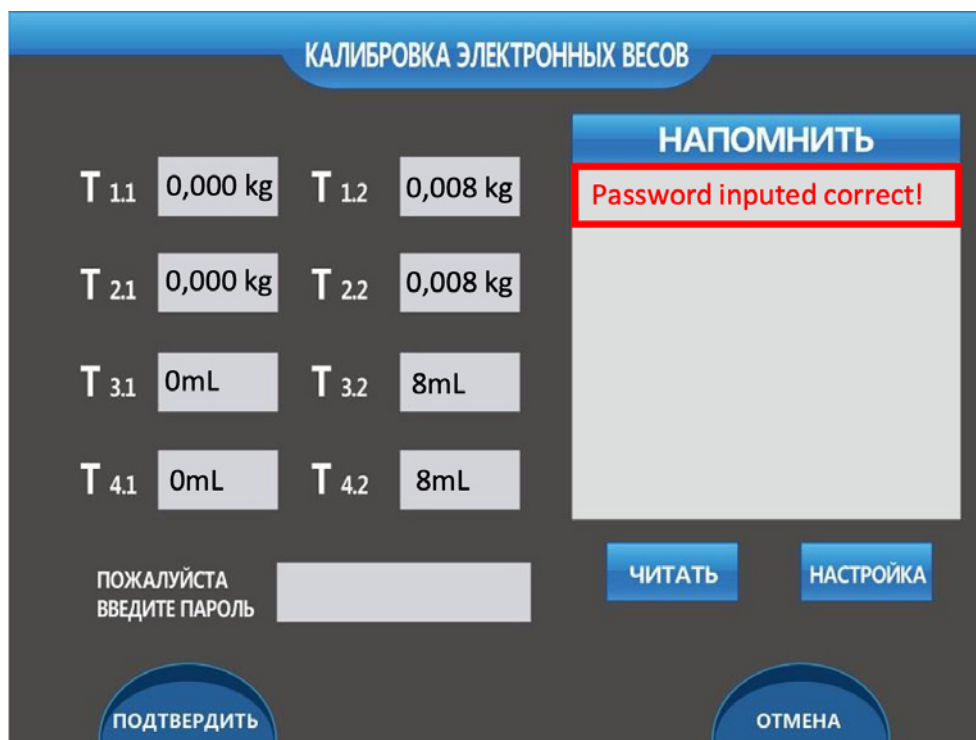 КАЛИБРОВКА ЭЛЕКТРОННЫХ ВЕСОВ
НАПОМНИТЬ
Password inputed correct!
T 1.1 0,000 kg T 1.2 0,008 kg
T 2.1 0,000 kg T 2.2 0,008 kg
T 3.1 0mL T 3.2 8mL
T 4.1 0mL T 4.2 8mL
ПОЖАЛУЙСТА
ВВЕДИТЕ ПАРОЛЬ
ЧИТАТЬ НАСТРОЙКА
ПОДТВЕРДИТЬ ОТМЕНА